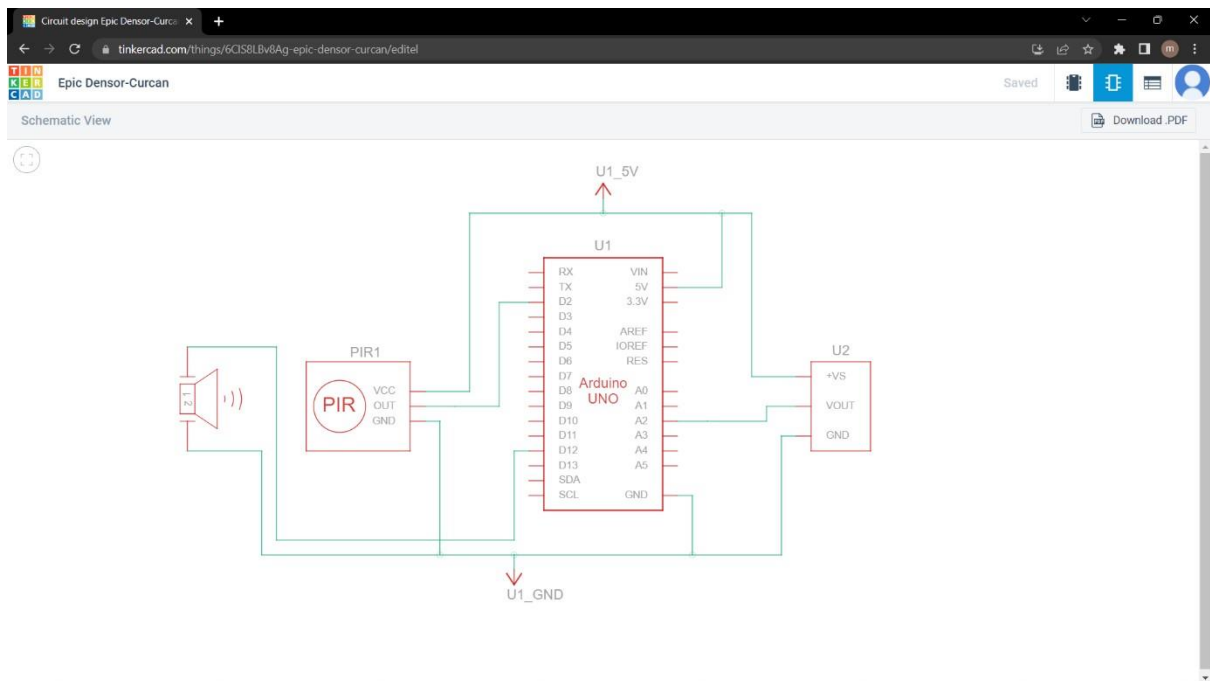 Circuit design Epic Densor-Curca
tinkercad.com/things/6CIS8LBv8Ag-epic-densor-curcan/editel
m
TIN
KER
CAD
Epic Densor-Curcan
Saved
Schematic View
Download .PDF
U1_5V
U1
RX VIN
TX 5V
D2 3.3V
D3
D4 AREF
D5 IOREF
D6 RES
D7
Arduino
UNO
D8 A0
D9 A1
D10 A2
D11 A3
D12 A4
D13 A5
SDA
SCL GND
PIR1
PIR
VCC
OUT
GND
1 2
U2
+VS
VOUT
GND
U1_GND